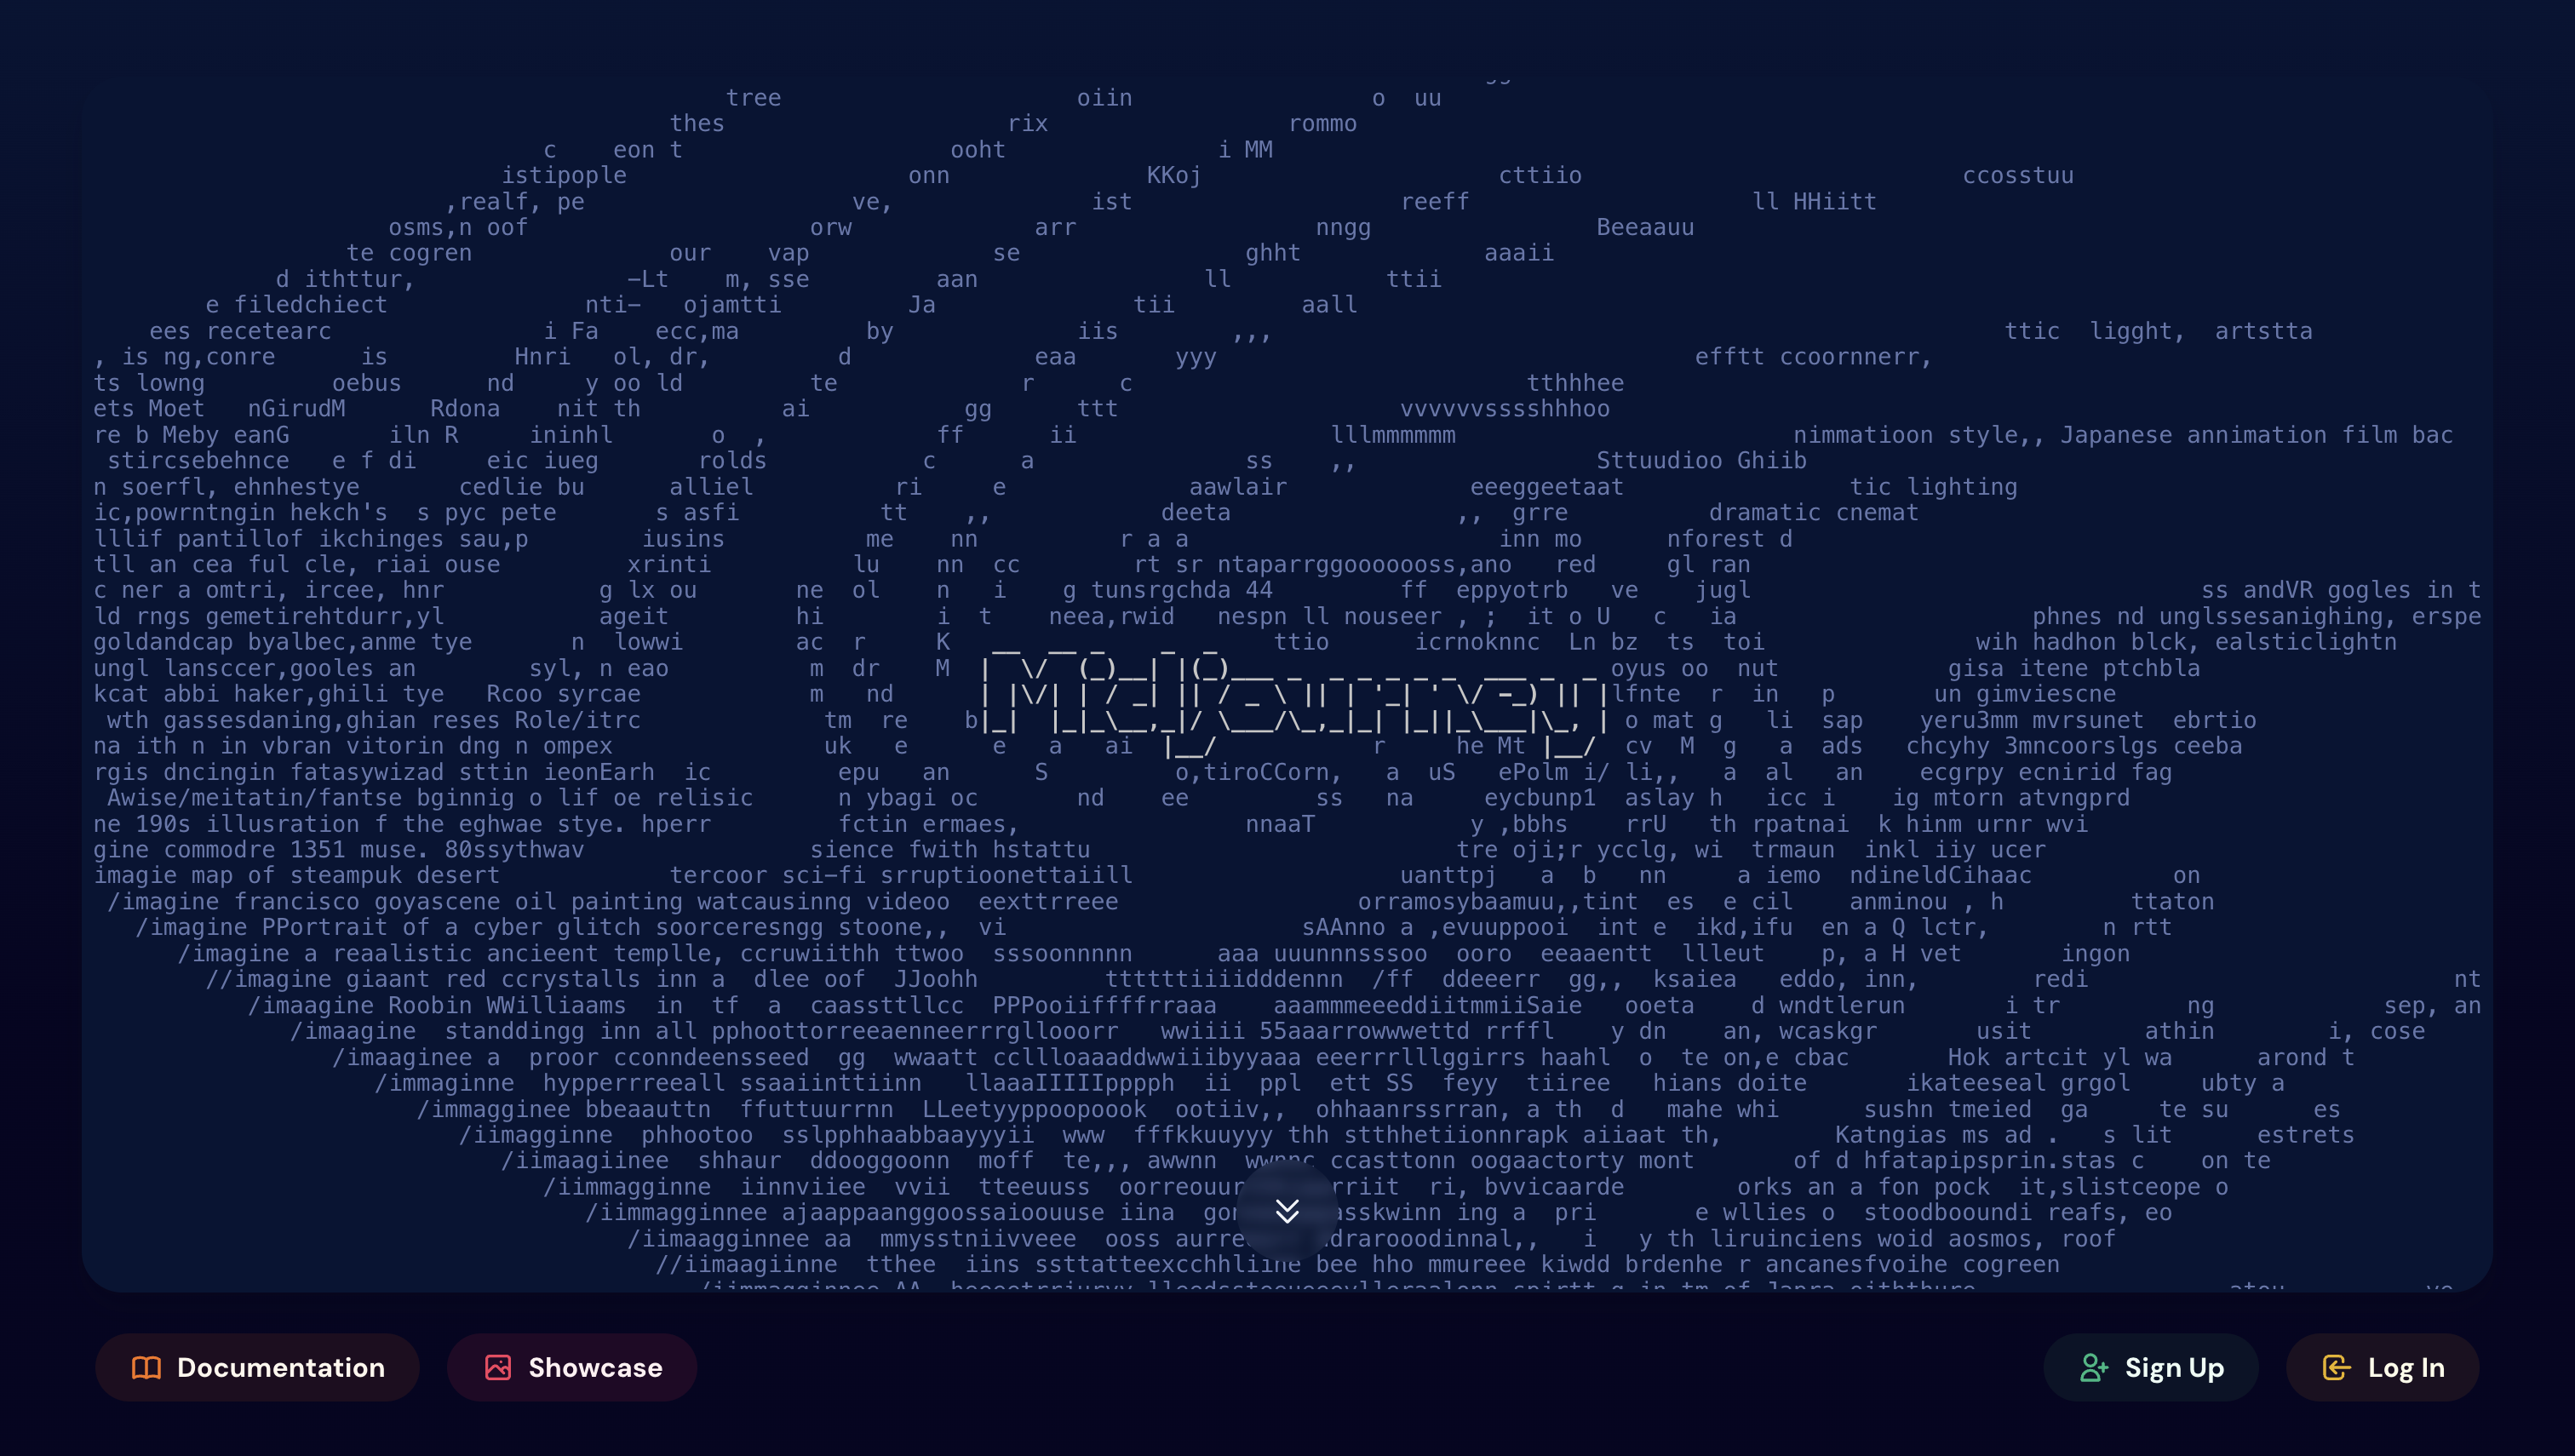 tree oiin o uu
thes rix rommo
c eon t ooht i MM
istipople onn KKoj cttiio ccosstuu
,realf, pe ve, ist reeff ll HHiitt
osms,n oof orw arr nngg Beeaauu
te cogren our vap se ghht aaaii
d ithttur, —Lt m, sse aan ll ttii
e filedchiect nti— ojamtti Ja tii aall
ees recetearc i Fa ecc,ma by iis ,,, ttic ligght, artstta
, is ng,conre is Hnri ol, dr, d eaa yyy efftt ccoornnerr,
ts lowng oebus nd y oo ld te r c tthhhee
ets Moet nGirudM Rdona nit th ai gg ttt vvvvvvsssshhhoo
re b Meby eanG iln R ininhl o , ff ii lllmmmmmm nimmatioon style,, Japanese annimation film bac
stircsebehnce e f di eic iueg rolds c a ss ,, Sttuudioo Ghiib
n soerfl, ehnhestye cedlie bu alliel ri e aawlair eeeggeetaat tic lighting
ic,powrntngin hekch's s pyc pete s asfi tt ,, deeta ,, grre dramatic cnemat
lllif pantillof ikchinges sau,p iusins me nn r a a inn mo nforest d
tll an cea ful cle, riai ouse xrinti lu nn cc rt sr ntaparrggooooooss,ano red gl ran
c ner a omtri, ircee, hnr g lx ou ne ol n i g tunsrgchda 44 ff eppyotrb ve jugl ss andVR gogles in t
ld rngs gemetirehtdurr,yl ageit hi i t neea,rwid nespn ll nouseer , ; it o U c ia phnes nd unglssesanighing, erspe
goldandcap byalbec,anme tye n lowwi ac r K ttio icrnoknnc Ln bz ts toi wih hadhon blck, ealsticlightn
ungl lansccer,gooles an syl, n eao m dr M oyus oo nut gisa itene ptchbla
kcat abbi haker,ghili tye Rcoo syrcae m nd lfnte r in p un gimviescne
Midjourney
wth gassesdaning,ghian reses Role/itrc tm re b o mat g li sap yeru3mm mvrsunet ebrtio
na ith n in vbran vitorin dng n ompex uk e e a ai r he Mt cv M g a ads chcyhy 3mncoorslgs ceeba
rgis dncingin fatasywizad sttin ieonEarh ic epu an S o,tiroCCorn, a uS ePolm i/ li,, a al an ecgrpy ecnirid fag
Awise/meitatin/fantse bginnig o lif oe relisic n ybagi oc nd ee ss na eycbunp1 aslay h icc i ig mtorn atvngprd
ne 190s illusration f the eghwae stye. hperr fctin ermaes, nnaaT y ,bbhs rrU th rpatnai k hinm urnr wvi
gine commodre 1351 muse. 80ssythwav sience fwith hstattu tre oji;r ycclg, wi trmaun inkl iiy ucer
imagie map of steampuk desert tercoor sci—fi srruptioonettaiill uanttpj a b nn a iemo ndineldCihaac on
/imagine francisco goyascene oil painting watcausinng videoo eexttrreee orramosybaamuu,,tint es e cil anminou , h ttaton
/imagine PPortrait of a cyber glitch soorceresngg stoone,, vi sAAnno a ,evuuppooi int e ikd,ifu en a Q lctr, n rtt
/imagine a reaalistic ancieent templle, ccruwiithh ttwoo sssoonnnnn aaa uuunnnsssoo ooro eeaaentt llleut p, a H vet ingon
//imagine giaant red ccrystalls inn a dlee oof JJoohh ttttttiiiidddennn /ff ddeeerr gg,, ksaiea eddo, inn, redi nt
/imaagine Roobin WWilliaams in tf a caassttllcc PPPooiiffffrraaa aaammmeeeddiitmmiiSaie ooeta d wndtlerun i tr ng sep, an
/imaagine standdingg inn all pphoottorreeaenneerrrgllooorr wwiiii 55aaarrowwwettd rrffl y dn an, wcaskgr usit athin i, cose
/imaaginee a proor cconndeensseed gg wwaatt ccllloaaaddwwiiibyyaaa eeerrrlllggirrs haahl o te on,e cbac Hok artcit yl wa arond t
/immaginne hypperrreeall ssaaiinttiinn llaaaIIIIIpppph ii ppl ett SS feyy tiiree hians doite ikateeseal grgol ubty a
/immagginee bbeaauttn ffuttuurrnn LLeetyyppoopoook ootiiv,, ohhaanrssrran, a th d mahe whi sushn tmeied ga te su es
/iimagginne phhootoo sslpphhaabbaayyyii www fffkkuuyyy thh stthhetiionnrapk aiiaat th, Katngias ms ad . s lit estrets
/iimaagiinee shhaur ddooggoonn moff te,,, awwnn wwnnc ccasttonn oogaactorty mont of d hfatapipsprin.stas c on te
/iimmagginne iinnviiee vvii tteeuuss ri, bvvicaarde orks an a fon pock it,slistceope o
/iimmagginnee ajaappaanggoossaioouuse iina ing a pri e wllies o stoodbooundi reafs, eo
/iimaagginnee aa mmysstniivveee ooss i y th liruinciens woid aosmos, roof
//iimaagiinne tthee iins ssttatteexcchhliine bee hho mmureee kiwdd brdenhe r ancanesfvoihe cogreen
Documentation
Showcase
Sign Up
Log In